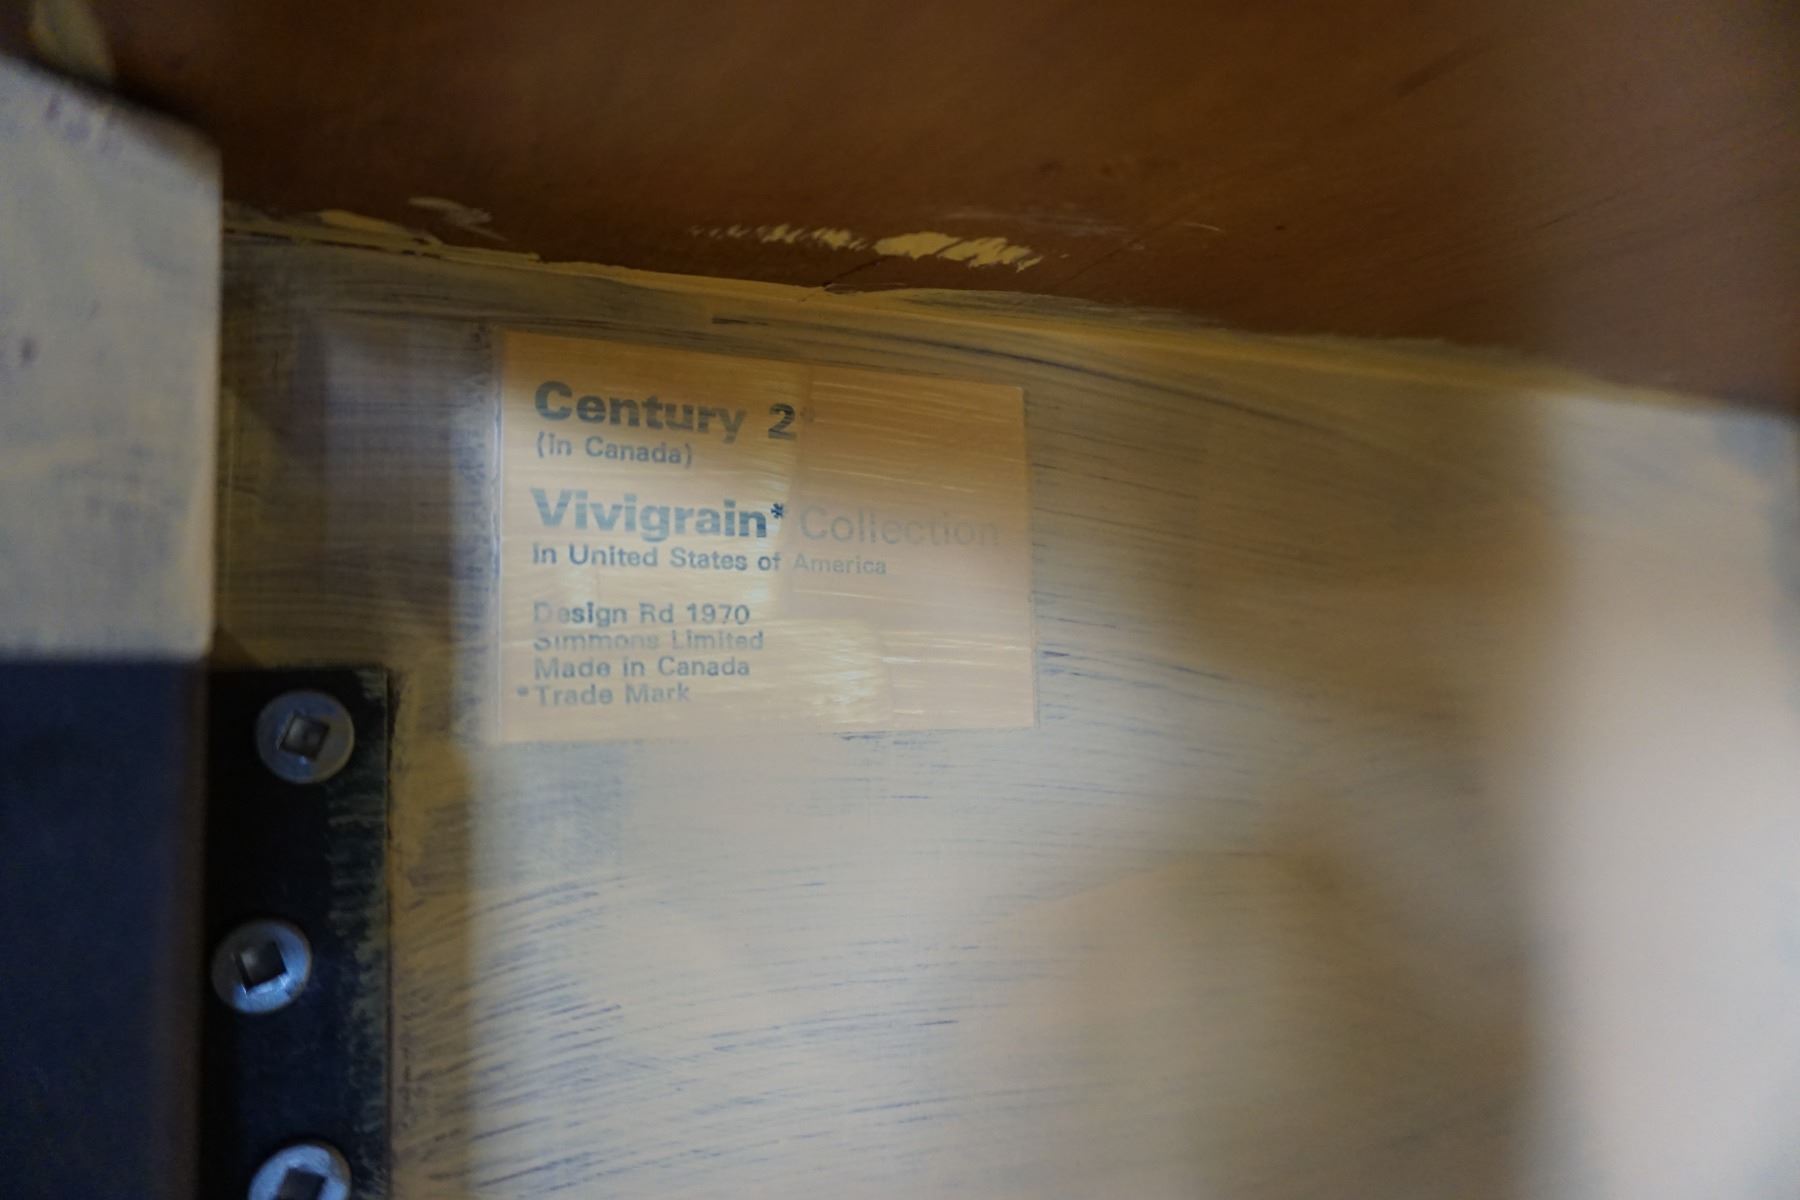 Century 2*
(In Canada)
Vivigrain* Collection
in United States of America
Design Rd 1970
Simmons Limited
Made in Canada
*Trade Mark